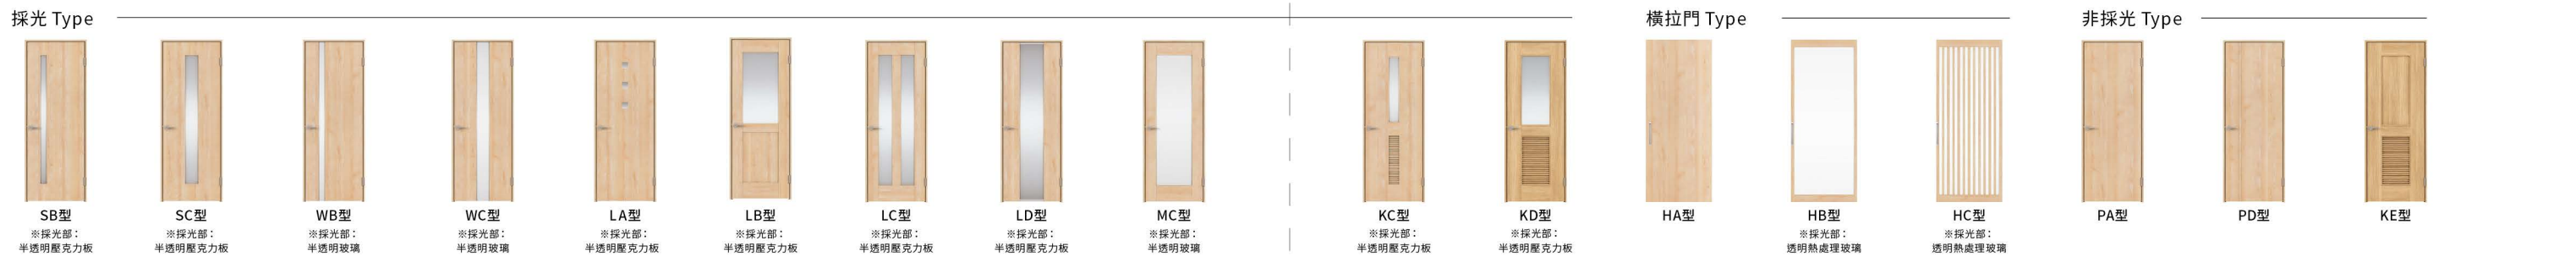 採光 Type
橫拉門 Type
非採光 Type
SB型
※採光部：
半透明壓克力板
SC型
※採光部：
半透明壓克力板
WB型
※採光部：
半透明玻璃
WC型
※採光部：
半透明玻璃
LA型
※採光部：
半透明壓克力板
LB型
※採光部：
半透明壓克力板
LC型
※採光部：
半透明壓克力板
LD型
※採光部：
半透明壓克力板
MC型
※採光部：
半透明玻璃
KC型
※採光部：
半透明壓克力板
KD型
※採光部：
半透明壓克力板
HA型
HB型
※採光部：
透明熱處理玻璃
HC型
※採光部：
透明熱處理玻璃
PA型
PD型
KE型